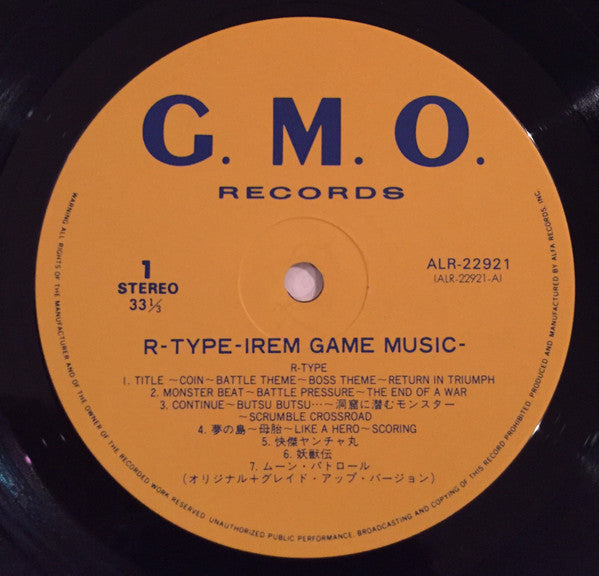 G. M. O.
RECORDS
1
STEREO
33⅓
ALR-22921
(ALR-22921-A)
R-TYPE-IREM GAME MUSIC-
R-TYPE
1. TITLE 〜COIN〜BATTLE THEME〜BOSS THEME〜RETURN IN TRIUMPH
2. MONSTER BEAT〜BATTLE PRESSURE〜THE END OF A WAR
3. CONTINUE〜BUTSU BUTSU…〜洞窟に潜むモンスター
〜SCRUMBLE CROSSROAD
4. 夢の島〜母胎〜LIKE A HERO〜SCORING
5. 快傑ヤンチャ丸
6. 妖獣伝
7. ムーン・パトロール
(オリジナル+グレイド・アップ・バージョン)
WARNING: ALL RIGHTS OF THE MANUFACTURER AND OF THE OWNER OF THE RECORDED WORK RESERVED. UNAUTHORIZED PUBLIC PERFORMANCE, BROADCASTING AND COPYING OF THIS RECORD PROHIBITED. PRODUCED AND MANUFACTURED BY ALFA RECORDS, INC.